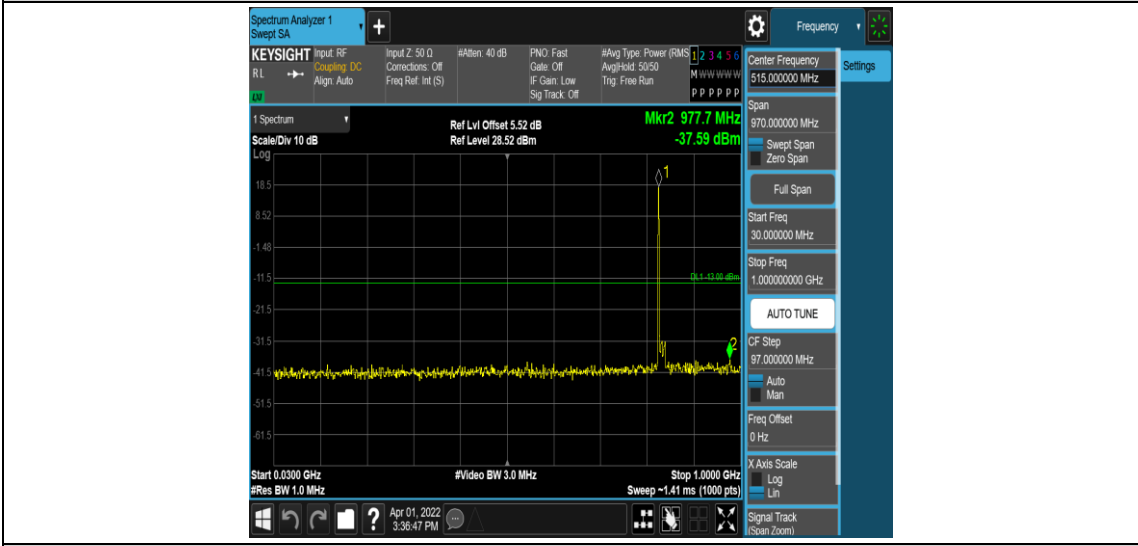 Spectrum Analyzer 1
Swept SA
+
Frequency
KEYSIGHT
RL
Input: RF
Coupling: DC
Align: Auto
Input Z: 50 Ω
Corrections: Off
Freq Ref: Int (S)
#Atten: 40 dB
PNO: Fast
Gate: Off
IF Gain: Low
Sig Track: Off
#Avg Type: Power (RMS
Avg|Hold: 50/50
Trig: Free Run
1 2 3 4 5 6
M W W W W W
P P P P P P
1 Spectrum
Scale/Div 10 dB
Log
Ref Lvl Offset 5.52 dB
Ref Level 28.52 dBm
Mkr2 977.7 MHz
-37.59 dBm
1
18.5
8.52
-1.48
-11.5
DL1 -13.00 dBm
-21.5
-31.5
2
-41.5
-51.5
-61.5
Start 0.0300 GHz
#Video BW 3.0 MHz
Stop 1.0000 GHz
#Res BW 1.0 MHz
Sweep ~1.41 ms (1000 pts)
?
Apr 01, 2022
3:36:47 PM
Center Frequency
515.000000 MHz
Settings
Span
970.000000 MHz
Swept Span
Zero Span
Full Span
Start Freq
30.000000 MHz
Stop Freq
1.000000000 GHz
AUTO TUNE
CF Step
97.000000 MHz
Auto
Man
Freq Offset
0 Hz
X Axis Scale
Log
Lin
Signal Track
(Span Zoom)